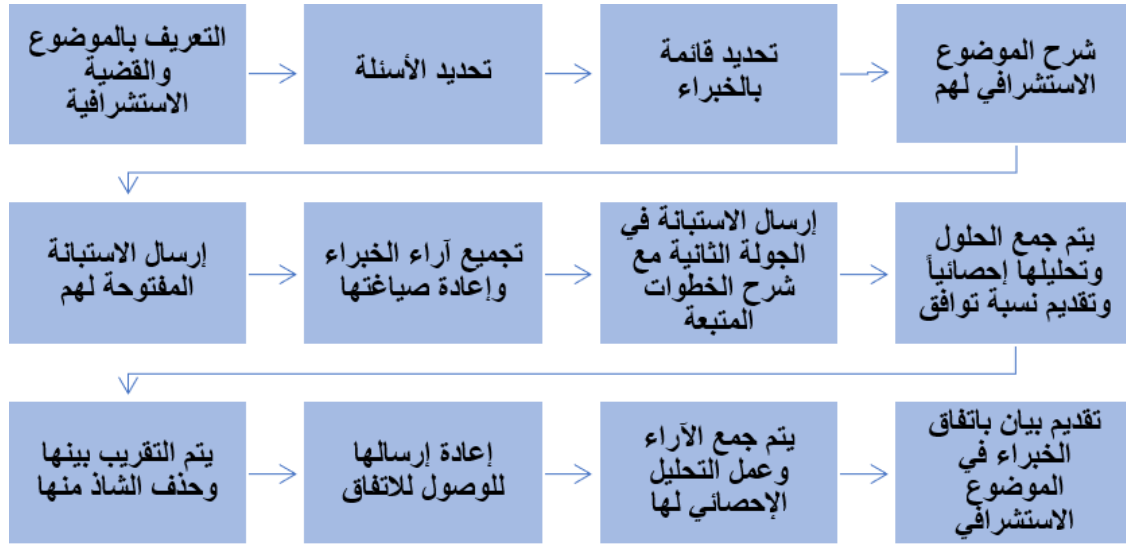 التعريف بالموضوع
والقضية
الاستشرافية
تحديد الأسئلة
تحديد قائمة
بالخبراء
شرح الموضوع
الاستشرافي لهم
إرسال الاستبانة
المفتوحة لهم
تجميع آراء الخبراء
وإعادة صياغتها
إرسال الاستبانة في
الجولة الثانية مع
شرح الخطوات
المتبعة
يتم جمع الحلول
وتحليلها إحصائياً
وتقديم نسبة توافق
يتم التقريب بينها
وحذف الشاذ منها
إعادة إرسالها
للوصول للاتفاق
يتم جمع الآراء
وعمل التحليل
الإحصائي لها
تقديم بيان باتفاق
الخبراء في
الموضوع
الاستشرافي